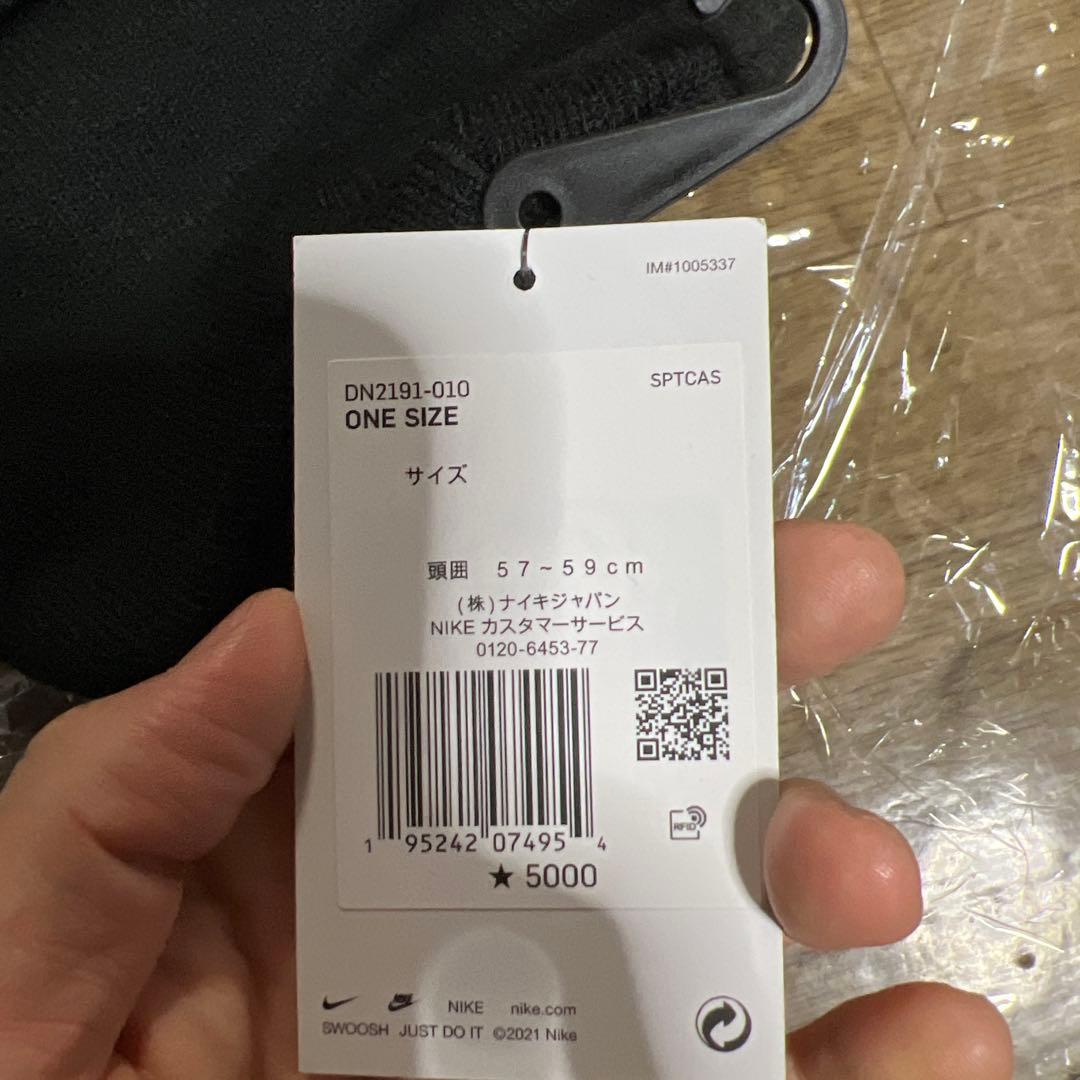 IM#1005337
DN2191-010
SPTCAS
ONE SIZE
サイズ
頭囲　５７~５９ｃｍ
(株)ナイキジャパン
NIKE カスタマーサービス
0120-6453-77
RFID
1 95242 07495 4
★ 5000
NIKE nike.com
SWOOSH JUST DO IT ©2021 Nike